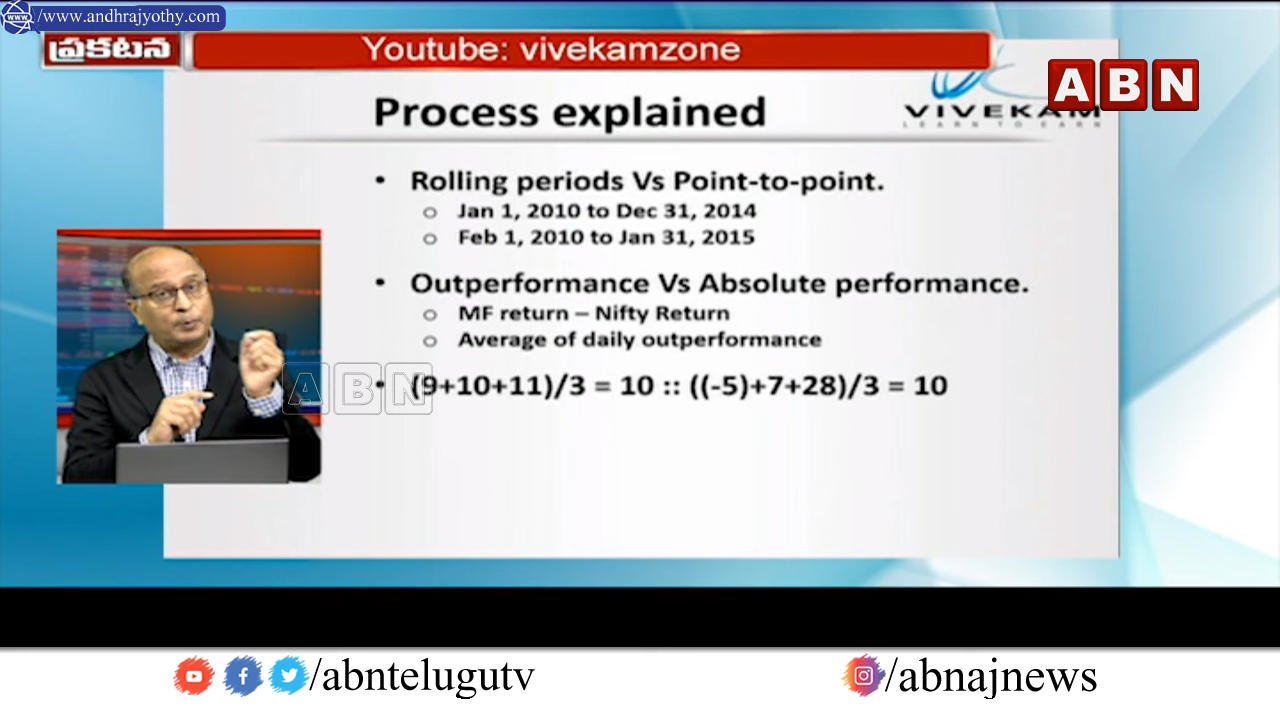 www
/www.andhrajyothy.com
ప్రకటన
Youtube: vivekamzone
ABN
VIVEKAM
LEARN TO EARN
Process explained
• Rolling periods Vs Point-to-point.
o Jan 1, 2010 to Dec 31, 2014
o Feb 1, 2010 to Jan 31, 2015
• Outperformance Vs Absolute performance.
o MF return – Nifty Return
o Average of daily outperformance
• (9+10+11)/3 = 10 :: ((-5)+7+28)/3 = 10
ABN
/abntelugutv
/abnajnews